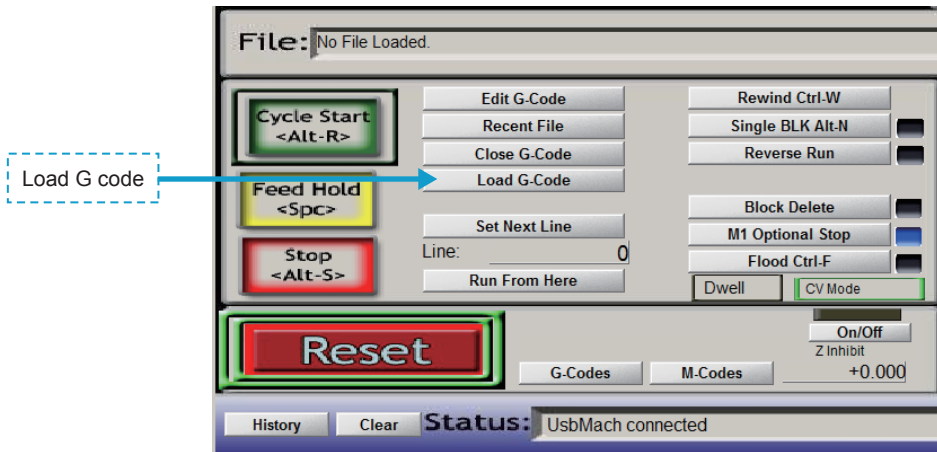 File: No File Loaded.
Cycle Start
<Alt-R>
Edit G-Code
Recent File
Close G-Code
Load G-Code
Rewind Ctrl-W
Single BLK Alt-N
Reverse Run
Load G code
Feed Hold
<Spc>
Set Next Line
Line: 0
Run From Here
Block Delete
M1 Optional Stop
Flood Ctrl-F
Dwell
CV Mode
Stop
<Alt-S>
Reset
G-Codes
M-Codes
On/Off
Z Inhibit
+0.000
History
Clear
Status: UsbMach connected